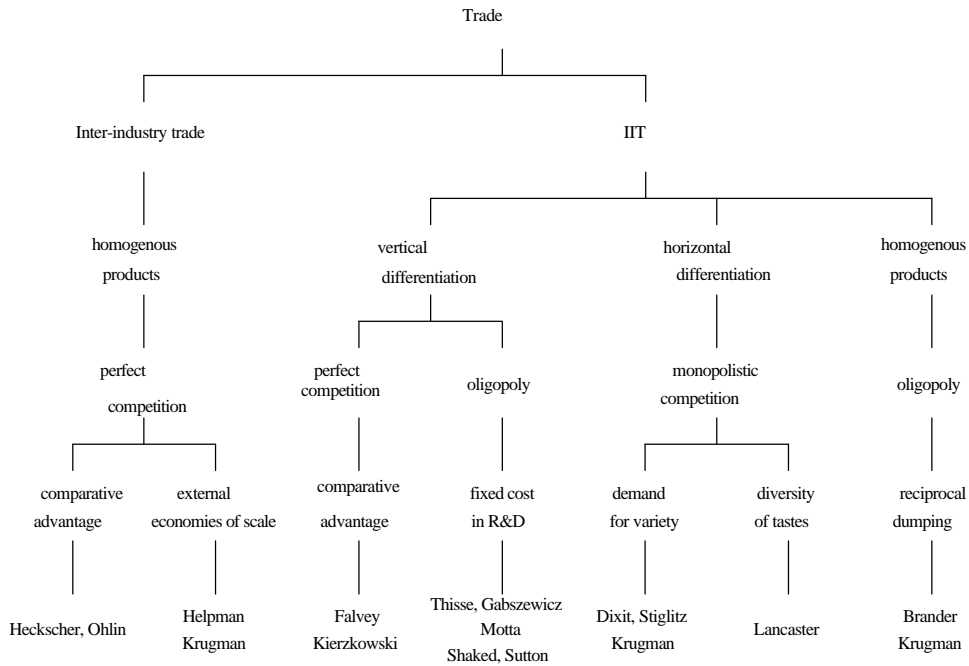 Trade
Inter-industry trade
IIT
homogenous
products
vertical
differentiation
horizontal
differentiation
homogenous
products
perfect
competition
perfect
competition
oligopoly
monopolistic
competition
oligopoly
comparative
advantage
external
economies of scale
comparative
advantage
fixed cost
in R&D
demand
for variety
diversity
of tastes
reciprocal
dumping
Heckscher, Ohlin
Helpman
Krugman
Falvey
Kierzkowski
Thisse, Gabszewicz
Motta
Shaked, Sutton
Dixit, Stiglitz
Krugman
Lancaster
Brander
Krugman